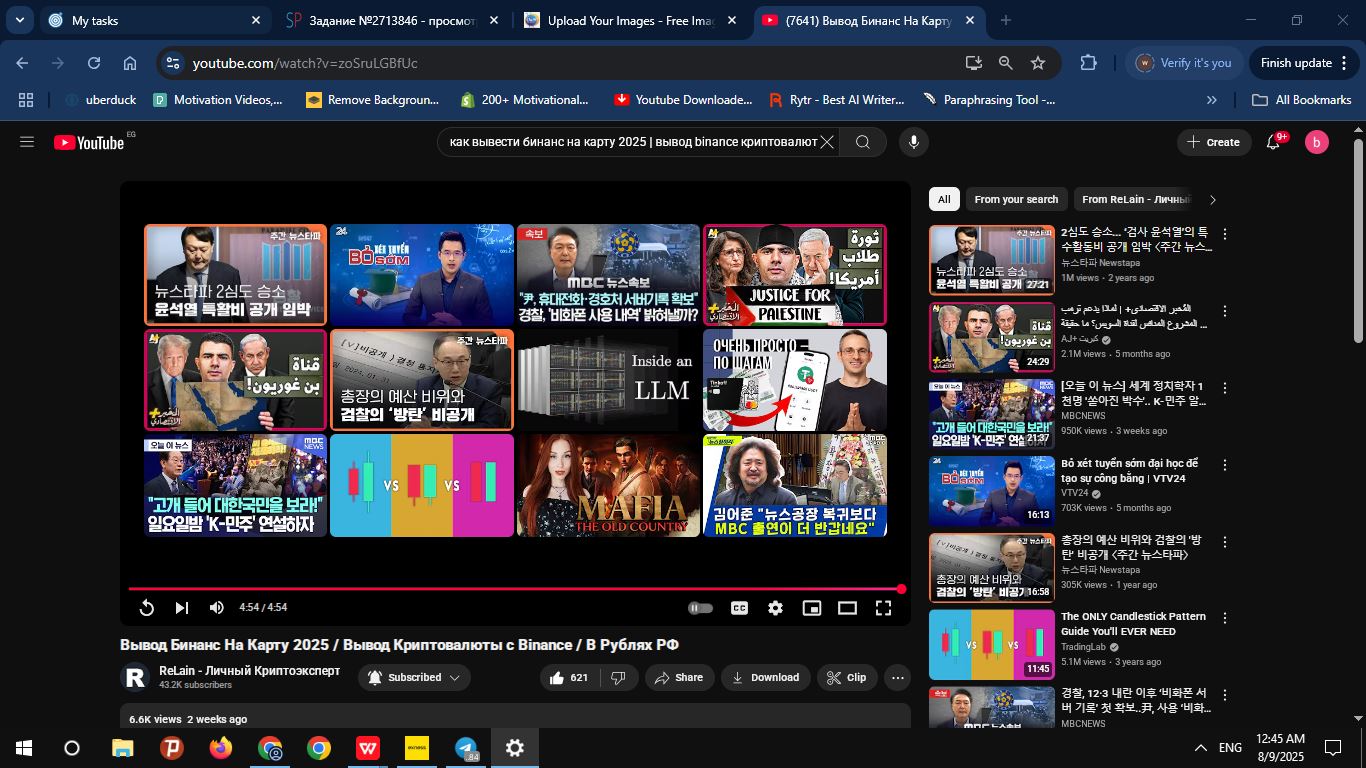 My tasks
Задание №2713846 - просмотр
Upload Your Images - Free Imag
(7641) Вывод Бинанс На Карту
youtube.com/watch?v=zoSruLGBfUc
Verify it's you
Finish update
uberduck
Motivation Videos,...
Remove Backgroun...
200+ Motivational...
Youtube Downloade...
Rytr - Best AI Writer...
Paraphrasing Tool -...
All Bookmarks
YouTube EG
как вывести бинанс на карту 2025 | вывод binance криптовалют
Create
9+
b
All
From your search
From ReLain - Личный
주간 뉴스타파
뉴스타파 2심도 승소
윤석열 특활비 공개 임박
24
XÉT TUYỂN
BỎ SỚM
속보
MBC 뉴스속보
"尹, 휴대전화·경호처 서버기록 확보"
경찰, '비화폰 사용 내역' 밝혀낼까?
ثورة
طلاب
أمريكا!
JUSTICE FOR
PALESTINE
قناة
بن غوريون!
주간 뉴스타파
총장의 예산 비위와
검찰의 '방탄' 비공개
Inside an
LLM
ОЧЕНЬ ПРОСТО –
ПО ШАГАМ
오늘 이 뉴스
MBC NEWS
"고개 들어 대한국민을 보라!"
일요일밤 'K-민주' 연설하자
VS VS
MAFIA
THE OLD COUNTRY
김어준 "뉴스공장 복귀보다
MBC 출연이 더 반갑네요"
4:54 / 4:54
CC
Вывод Бинанс На Карту 2025 / Вывод Криптовалюты с Binance / В Рублях РФ
R
ReLain - Личный Криптоэксперт
43.2K subscribers
Subscribed
621
Share
Download
Clip
6.6K views 2 weeks ago
27:21
2심도 승소... '검사 윤석열'의 특
수활동비 공개 임박 〈주간 뉴스...
뉴스타파 Newstapa
1M views • 2 years ago
24:29
المُخبر الاقتصادي+ | لماذا يدعم ترمب
المشروع المنافس لقناة السويس؟ ما حقيقة ...
AJ+ كبريت
2.1M views • 5 months ago
21:37
[오늘 이 뉴스] 세계 정치학자 1
천명 '쏟아진 박수'.. K-민주 알...
MBCNEWS
950K views • 3 weeks ago
16:13
Bỏ xét tuyển sớm đại học để
tạo sự công bằng | VTV24
VTV24
703K views • 5 months ago
16:58
총장의 예산 비위와 검찰의 '방
탄' 비공개 〈주간 뉴스타파〉
뉴스타파 Newstapa
305K views • 1 year ago
11:45
The ONLY Candlestick Pattern
Guide You'll EVER NEED
TradingLab
5.1M views • 3 years ago
속보
경찰, 12·3 내란 이후 '비화폰 서
버 기록' 첫 확보..尹, 사용 '비화...
MBCNEWS
exness
84
ENG
12:45 AM
8/9/2025